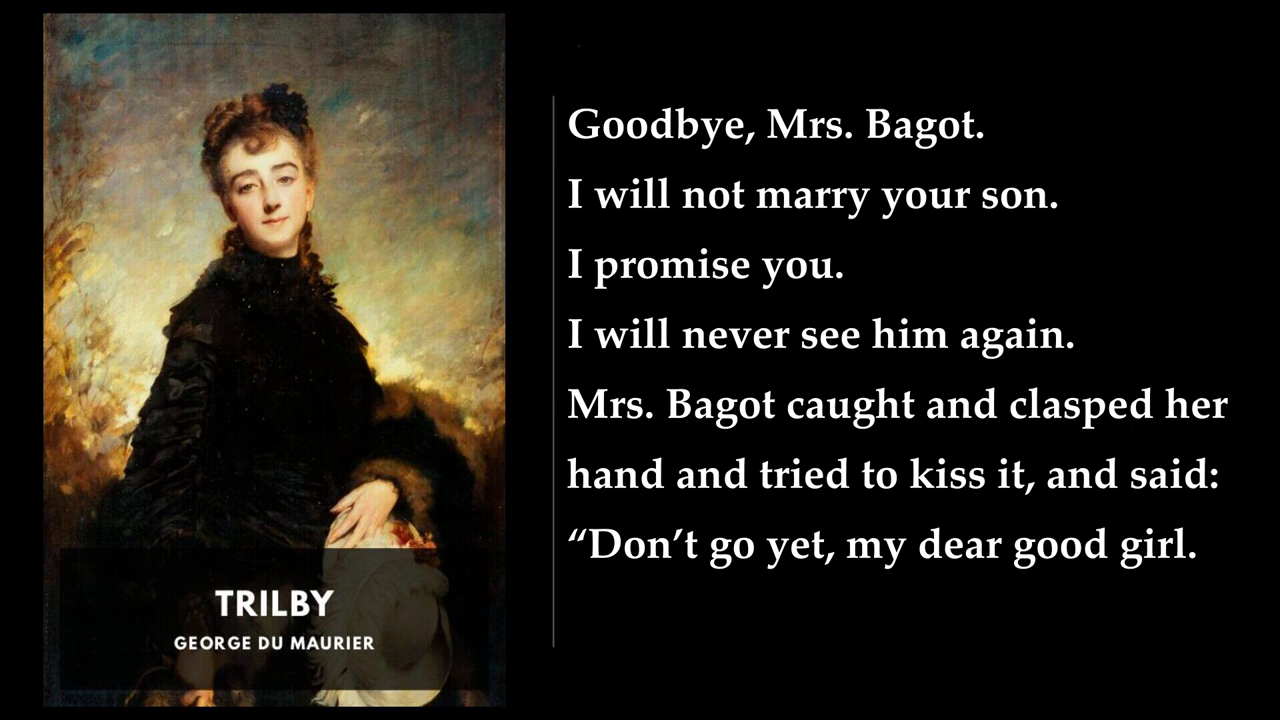 TRILBY
GEORGE DU MAURIER
Goodbye, Mrs. Bagot.
I will not marry your son.
I promise you.
I will never see him again.
Mrs. Bagot caught and clasped her
hand and tried to kiss it, and said:
“Don’t go yet, my dear good girl.